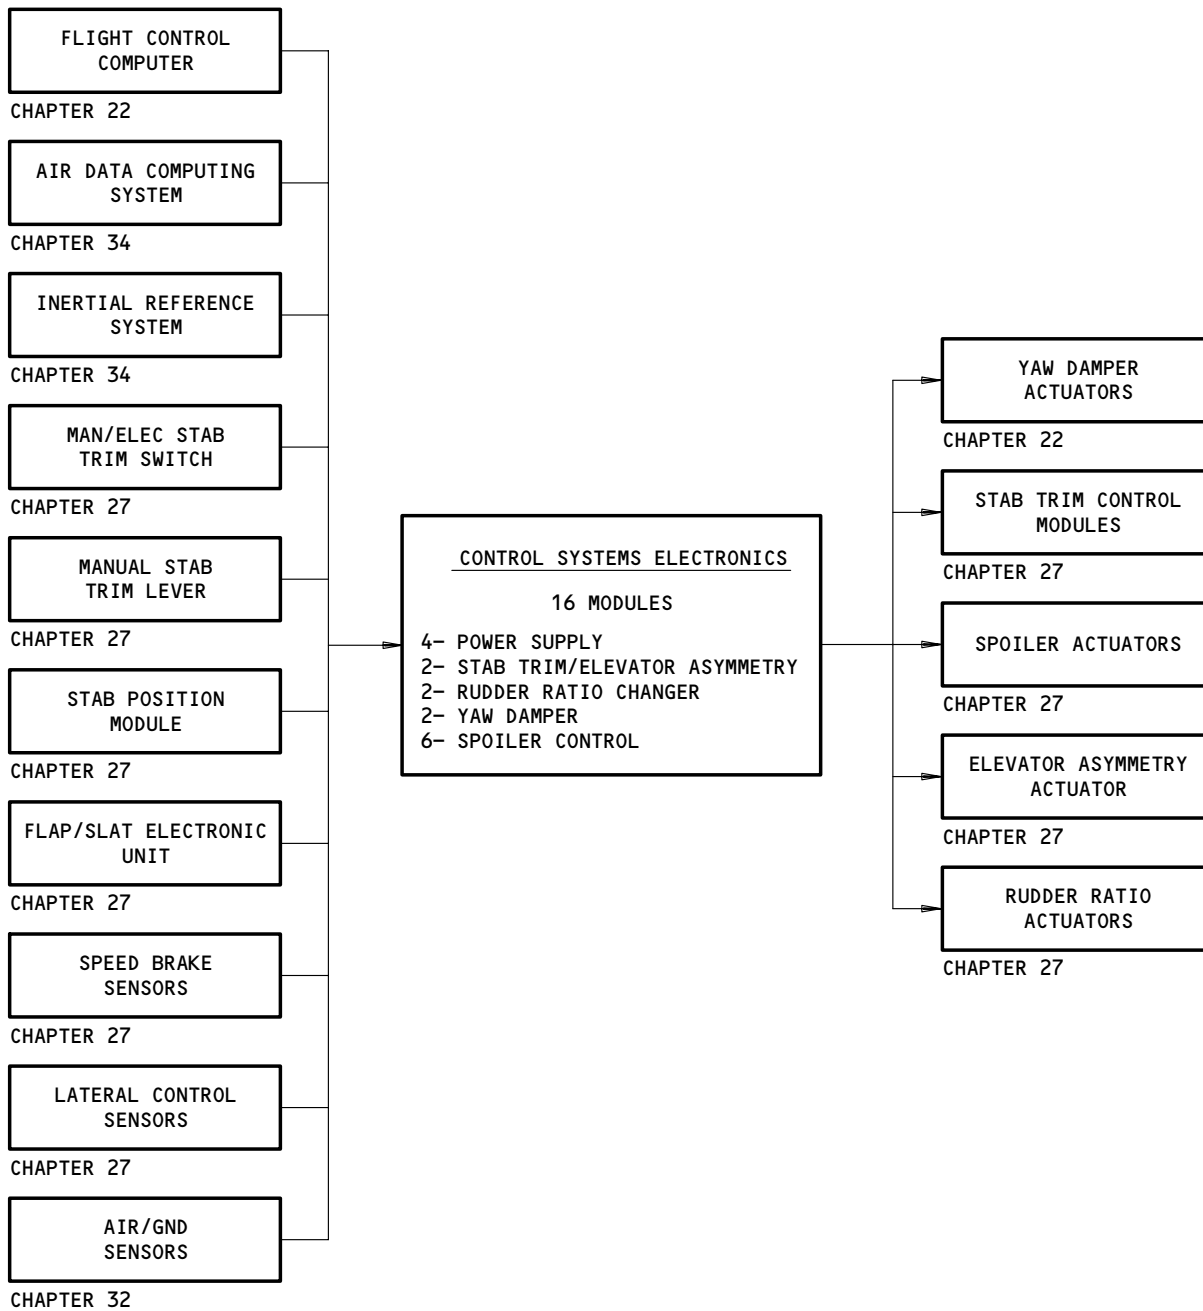 FLIGHT CONTROL
COMPUTER
CHAPTER 22
AIR DATA COMPUTING
SYSTEM
CHAPTER 34
INERTIAL REFERENCE
SYSTEM
CHAPTER 34
MAN/ELEC STAB
TRIM SWITCH
CHAPTER 27
MANUAL STAB
TRIM LEVER
CHAPTER 27
STAB POSITION
MODULE
CHAPTER 27
FLAP/SLAT ELECTRONIC
UNIT
CHAPTER 27
SPEED BRAKE
SENSORS
CHAPTER 27
LATERAL CONTROL
SENSORS
CHAPTER 27
AIR/GND
SENSORS
CHAPTER 32
CONTROL SYSTEMS ELECTRONICS
16 MODULES
4– POWER SUPPLY
2– STAB TRIM/ELEVATOR ASYMMETRY
2– RUDDER RATIO CHANGER
2– YAW DAMPER
6– SPOILER CONTROL
YAW DAMPER
ACTUATORS
CHAPTER 22
STAB TRIM CONTROL
MODULES
CHAPTER 27
SPOILER ACTUATORS
CHAPTER 27
ELEVATOR ASYMMETRY
ACTUATOR
CHAPTER 27
RUDDER RATIO
ACTUATORS
CHAPTER 27